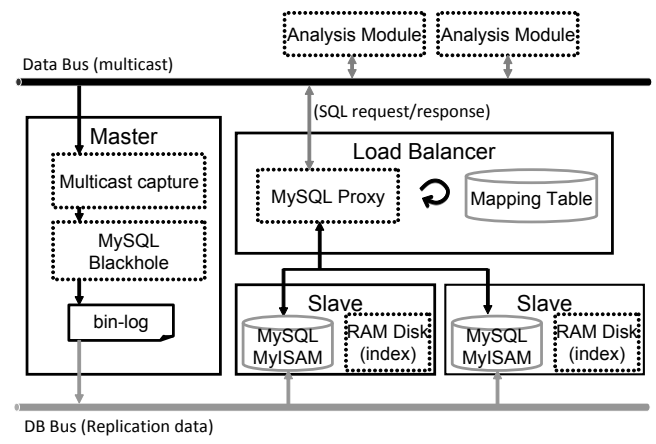 Analysis Module
Analysis Module
Data Bus (multicast)
(SQL request/response)
Master
Multicast capture
MySQL
Blackhole
bin-log
Load Balancer
MySQL Proxy
Mapping Table
Slave
MySQL
MyISAM
RAM Disk
(index)
Slave
MySQL
MyISAM
RAM Disk
(index)
DB Bus (Replication data)